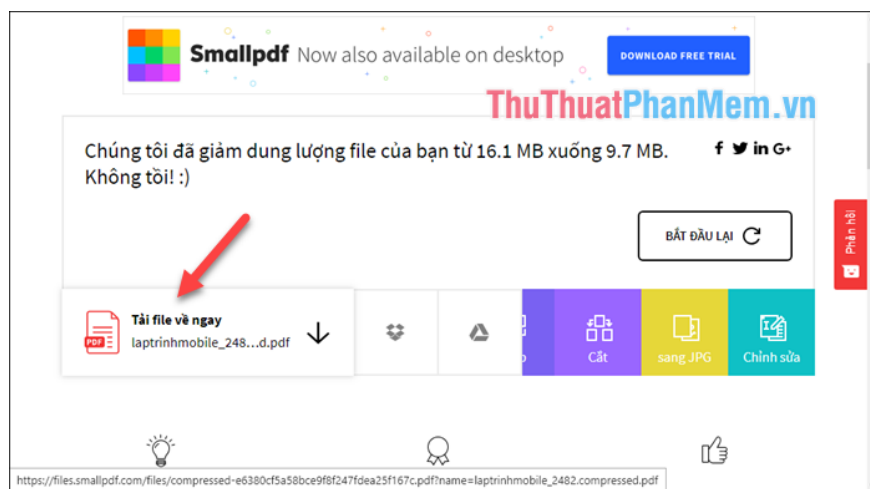 Smallpdf Now also available on desktop
DOWNLOAD FREE TRIAL
ThuThuatPhanMem.vn
Chúng tôi đã giảm dung lượng file của bạn từ 16.1 MB xuống 9.7 MB.
Không tồi! :)
f in G+
BẮT ĐẦU LẠI
Phản hồi
Tải file về ngay
PDF
laptrinhmobile_248...d.pdf
Cắt
sang JPG
Chỉnh sửa
https://files.smallpdf.com/files/compressed-e6380cf5a58bce9f8f247fdea25f167c.pdf?name=laptrinhmobile_2482.compressed.pdf